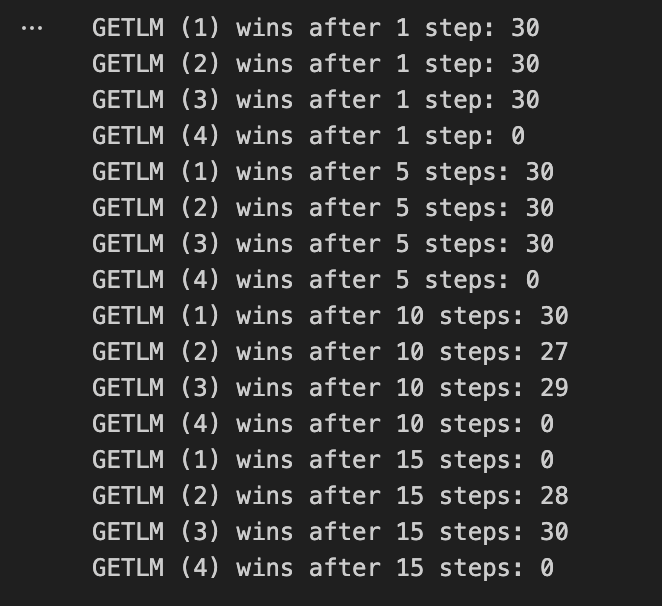 GETLM (1) wins after 1 step: 30
GETLM (2) wins after 1 step: 30
GETLM (3) wins after 1 step: 30
GETLM (4) wins after 1 step: 0
GETLM (1) wins after 5 steps: 30
GETLM (2) wins after 5 steps: 30
GETLM (3) wins after 5 steps: 30
GETLM (4) wins after 5 steps: 0
GETLM (1) wins after 10 steps: 30
GETLM (2) wins after 10 steps: 27
GETLM (3) wins after 10 steps: 29
GETLM (4) wins after 10 steps: 0
GETLM (1) wins after 15 steps: 0
GETLM (2) wins after 15 steps: 28
GETLM (3) wins after 15 steps: 30
GETLM (4) wins after 15 steps: 0